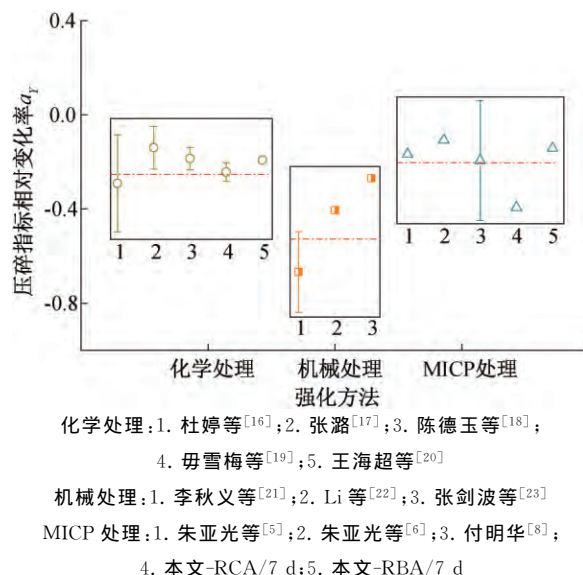 0.4
0.0
-0.4
-0.8
压碎指标相对变化率aY
1 2 3 4 5
1 2 3
1 2 3 4 5
化学处理 机械处理 MICP处理
强化方法
化学处理:1. 杜婷等[16];2. 张潞[17];3. 陈德玉等[18];
4. 毋雪梅等[19];5. 王海超等[20]
机械处理:1. 李秋义等[21];2. Li 等[22];3. 张剑波等[23]
MICP 处理:1. 朱亚光等[5];2. 朱亚光等[6];3. 付明华[8];
4. 本文-RCA/7 d;5. 本文-RBA/7 d